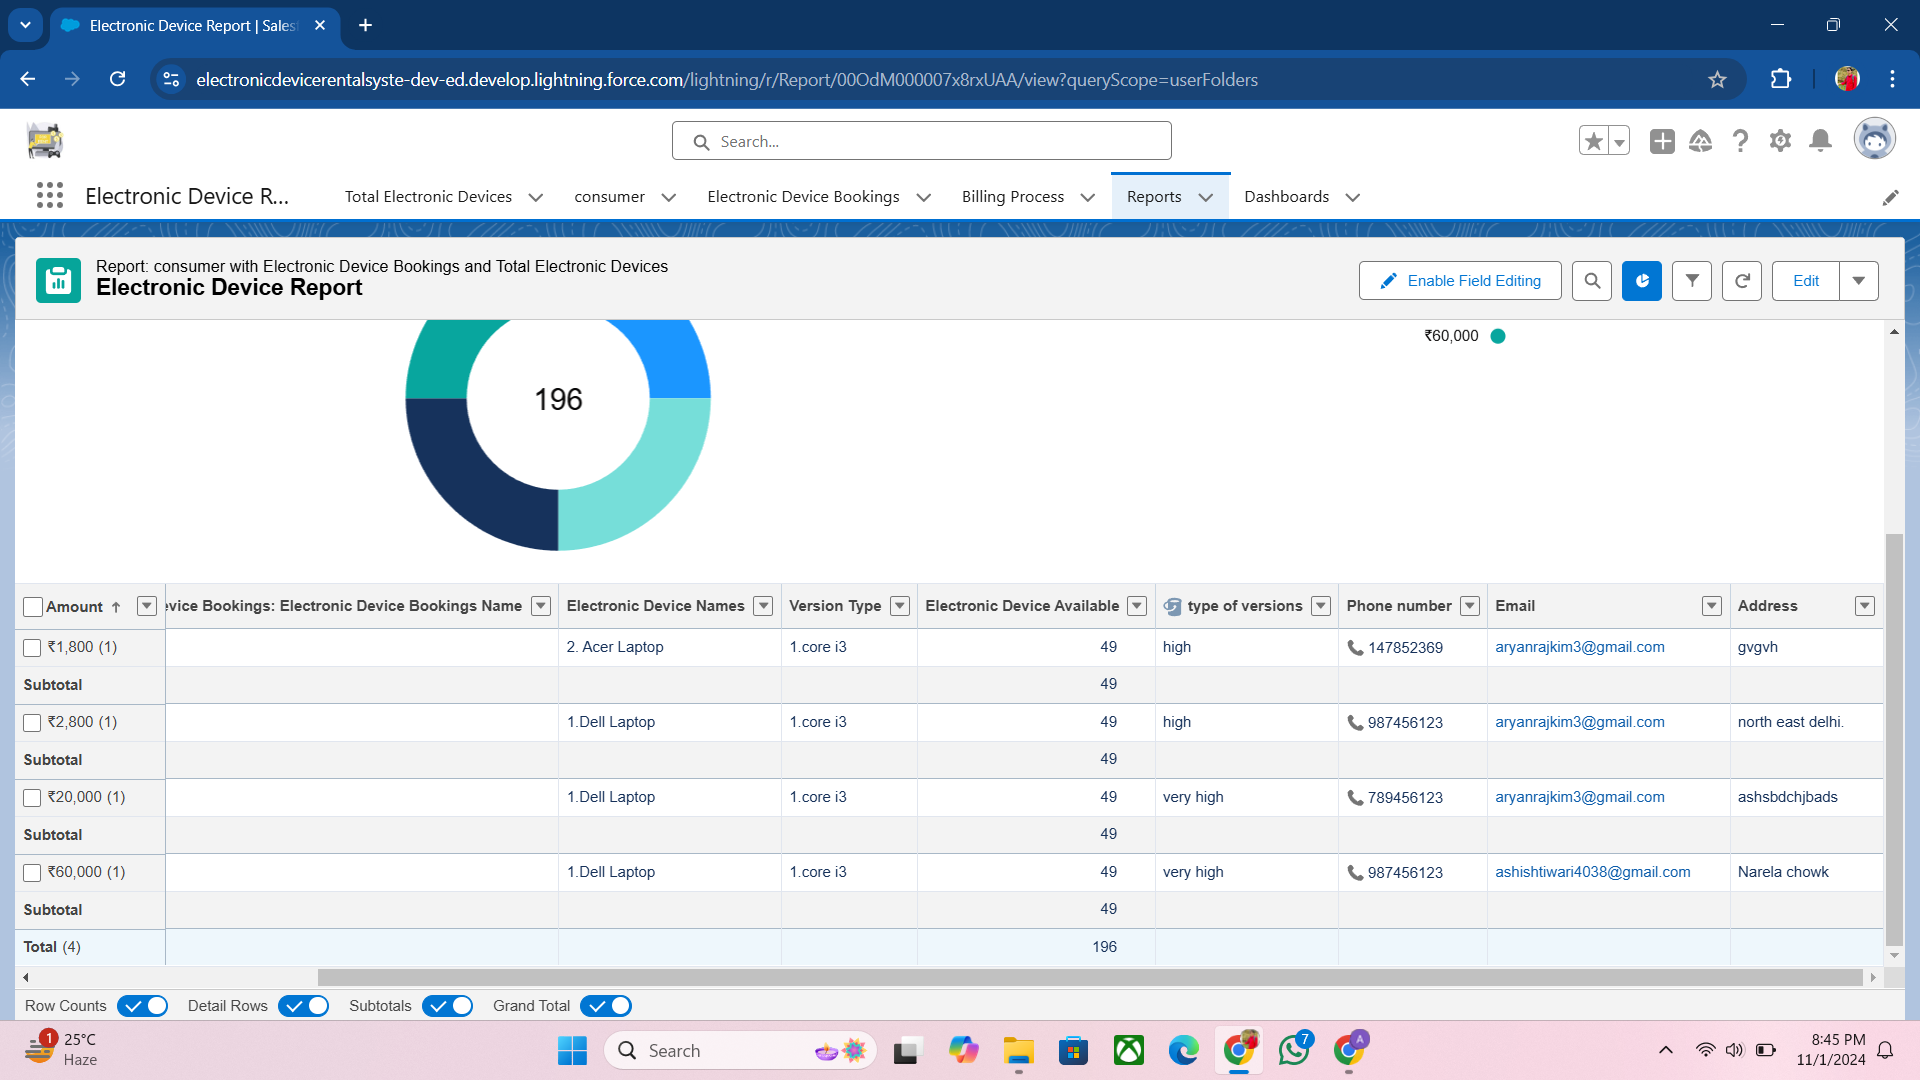 Electronic Device Report | Sales
electronicdevicerentalsyste-dev-ed.develop.lightning.force.com/lightning/r/Report/00OdM000007x8rxUAA/view?queryScope=userFolders
Search...
Electronic Device R... Total Electronic Devices consumer Electronic Device Bookings Billing Process Reports Dashboards
Report: consumer with Electronic Device Bookings and Total Electronic Devices
Electronic Device Report
Enable Field Editing Edit
₹60,000
196
Amount ↑ evice Bookings: Electronic Device Bookings Name Electronic Device Names Version Type Electronic Device Available type of versions Phone number Email Address
₹1,800 (1) 2. Acer Laptop 1.core i3 49 high 147852369 aryanrajkim3@gmail.com gvgvh
Subtotal 49
₹2,800 (1) 1.Dell Laptop 1.core i3 49 high 987456123 aryanrajkim3@gmail.com north east delhi.
Subtotal 49
₹20,000 (1) 1.Dell Laptop 1.core i3 49 very high 789456123 aryanrajkim3@gmail.com ashsbdchjbads
Subtotal 49
₹60,000 (1) 1.Dell Laptop 1.core i3 49 very high 987456123 ashishtiwari4038@gmail.com Narela chowk
Subtotal 49
Total (4) 196
Row Counts Detail Rows Subtotals Grand Total
1 25°C
Haze
Search
7
A
8:45 PM
11/1/2024